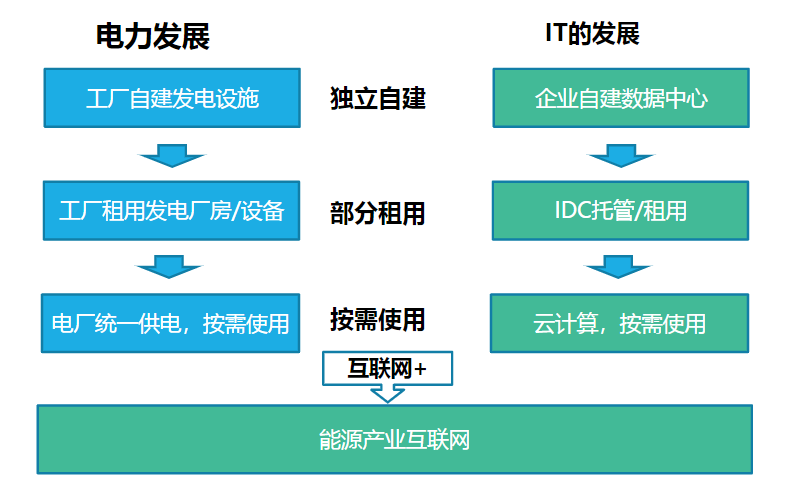 电力发展
IT的发展
工厂自建发电设施
独立自建
企业自建数据中心
工厂租用发电厂房/设备
部分租用
IDC托管/租用
电厂统一供电，按需使用
按需使用
云计算，按需使用
互联网+
能源产业互联网